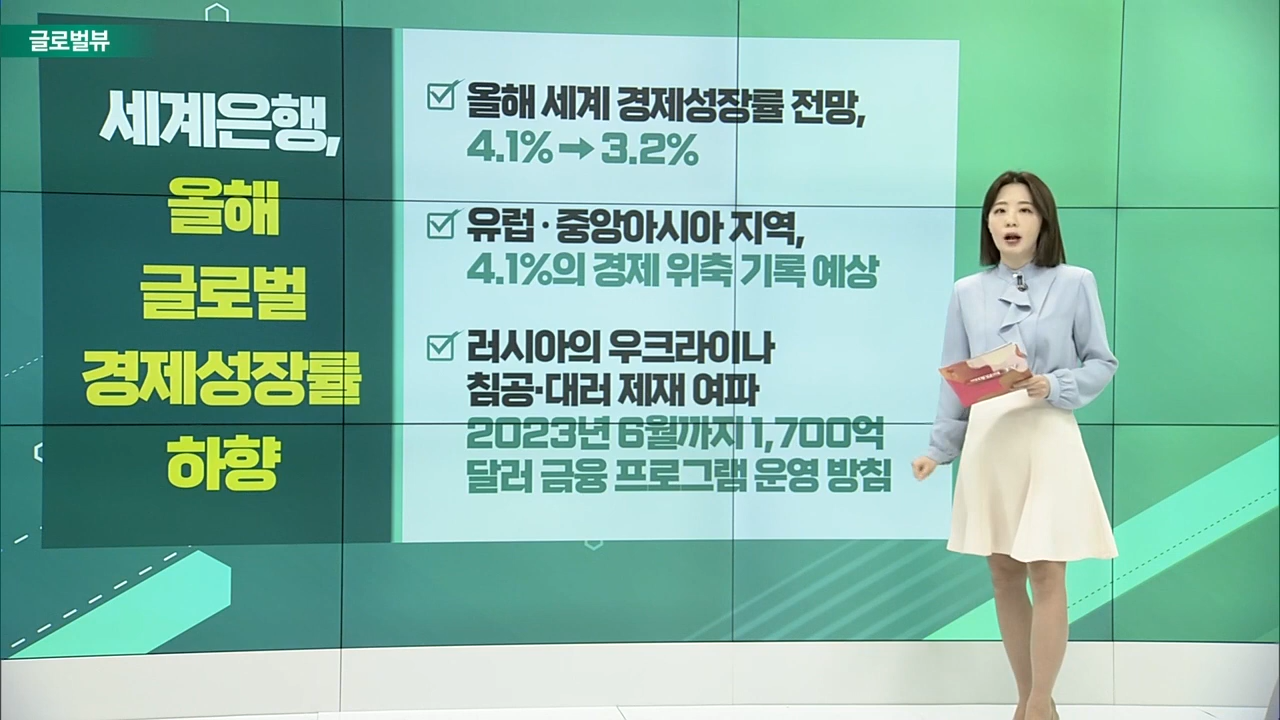 글로벌뷰
세계은행,
올해
글로벌
경제성장률
하향
올해 세계 경제성장률 전망,
4.1% → 3.2%
유럽·중앙아시아 지역,
4.1%의 경제 위축 기록 예상
러시아의 우크라이나
침공·대러 제재 여파
2023년 6월까지 1,700억
달러 금융 프로그램 운영 방침